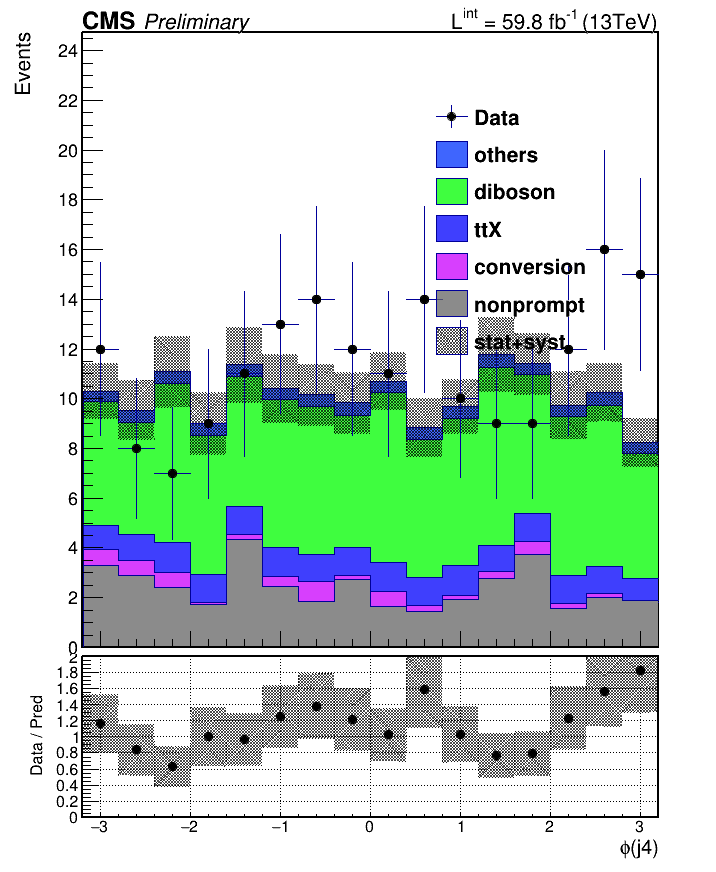 CMS Preliminary L^int = 59.8 fb^-1 (13TeV)
Events
24
22
20
18
16
14
12
10
8
6
4
2
0
Data
others
diboson
ttX
conversion
nonprompt
stat+syst
Data / Pred
2
1.8
1.6
1.4
1.2
1
0.8
0.6
0.4
0.2
0
−3 −2 −1 0 1 2 3
ϕ(j4)